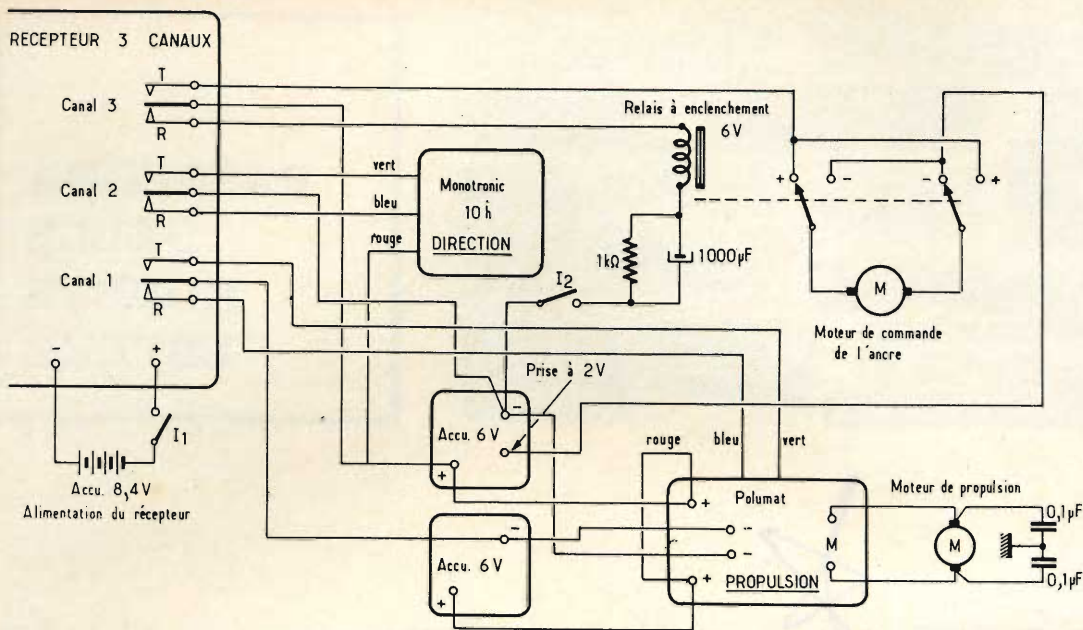 RECEPTEUR 3 CANAUX
T
Canal 3
R
T
Canal 2
R
T
Canal 1
R
- +
I1
Accu. 8,4V
Alimentation du récepteur
vert
bleu
rouge
Monotronic
10 h
DIRECTION
Relais à enclenchement
6V
1kΩ
1000µF
I2
+ - - +
M
Moteur de commande
de l'ancre
Prise à 2V
-
Accu. 6V
+
-
Accu. 6V
+
rouge bleu vert
+
Polumat
-
-
M
+
PROPULSION
Moteur de propulsion
M
0,1µF
0,1µF